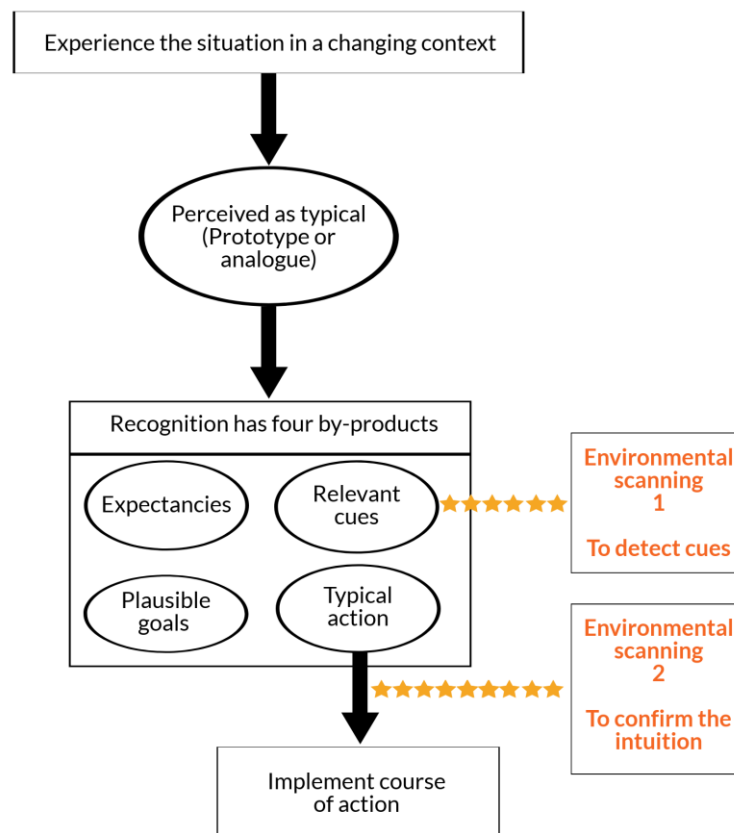 Experience the situation in a changing context
Perceived as typical
(Prototype or
analogue)
Recognition has four by-products
Expectancies
Relevant
cues
Plausible
goals
Typical
action
Environmental
scanning
1
To detect cues
Environmental
scanning
2
To confirm the
intuition
Implement course
of action